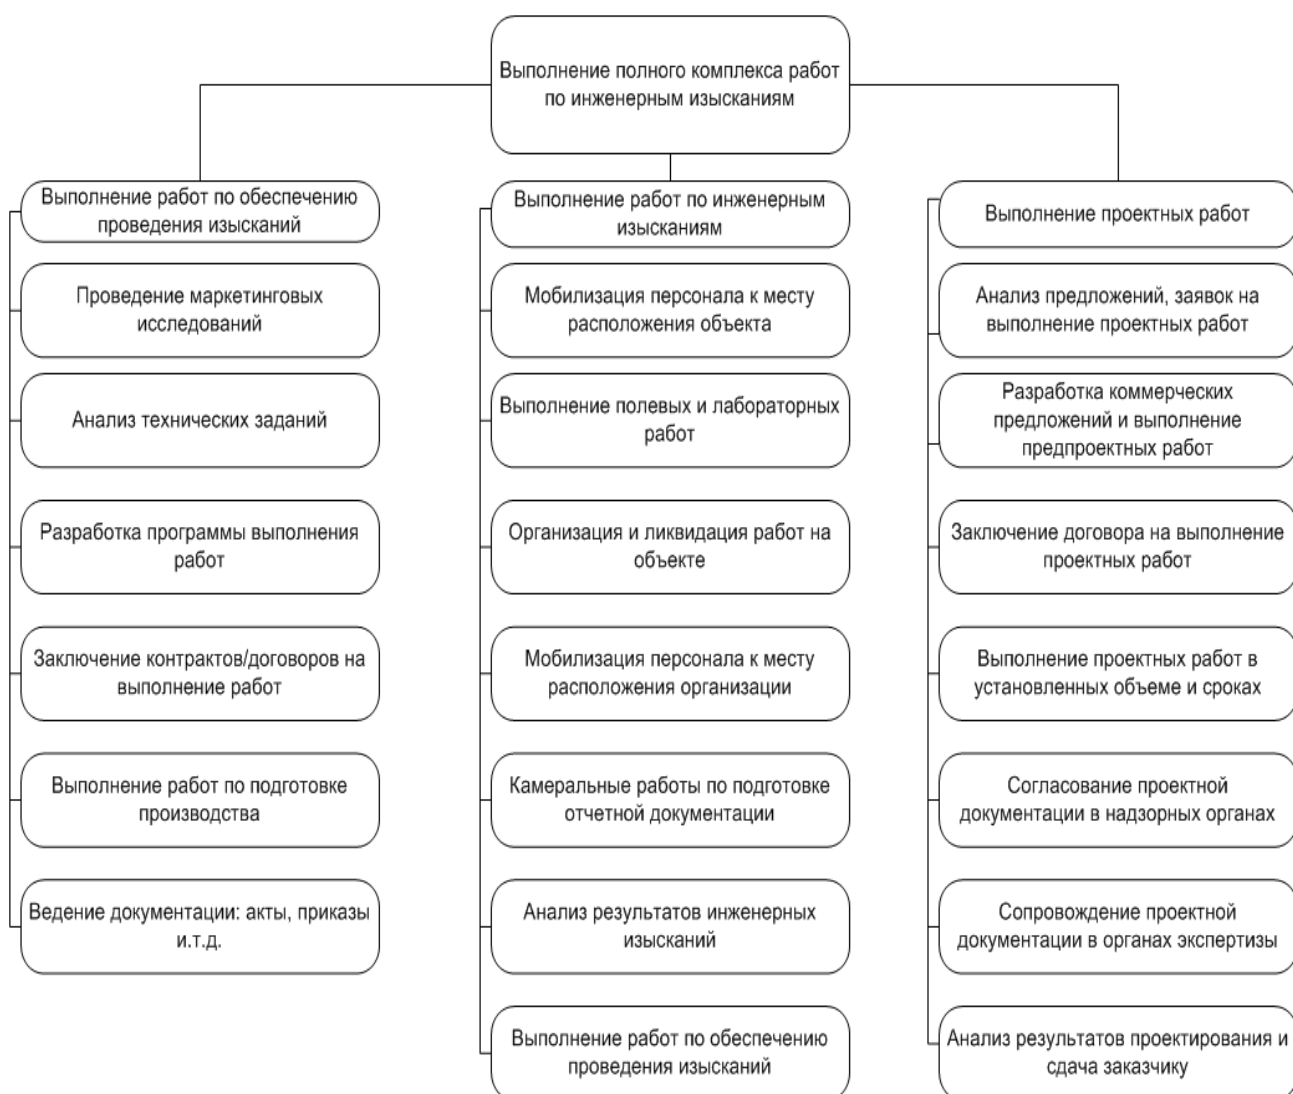 Выполнение полного комплекса работ
по инженерным изысканиям
Выполнение работ по обеспечению
проведения изысканий
Проведение маркетинговых
исследований
Анализ технических заданий
Разработка программы выполнения
работ
Заключение контрактов/договоров на
выполнение работ
Выполнение работ по подготовке
производства
Ведение документации: акты, приказы
и.т.д.
Выполнение работ по инженерным
изысканиям
Мобилизация персонала к месту
расположения объекта
Выполнение полевых и лабораторных
работ
Организация и ликвидация работ на
объекте
Мобилизация персонала к месту
расположения организации
Камеральные работы по подготовке
отчетной документации
Анализ результатов инженерных
изысканий
Выполнение работ по обеспечению
проведения изысканий
Выполнение проектных работ
Анализ предложений, заявок на
выполнение проектных работ
Разработка коммерческих
предложений и выполнение
предпроектных работ
Заключение договора на выполнение
проектных работ
Выполнение проектных работ в
установленных объеме и сроках
Согласование проектной
документации в надзорных органах
Сопровождение проектной
документации в органах экспертизы
Анализ результатов проектирования и
сдача заказчику